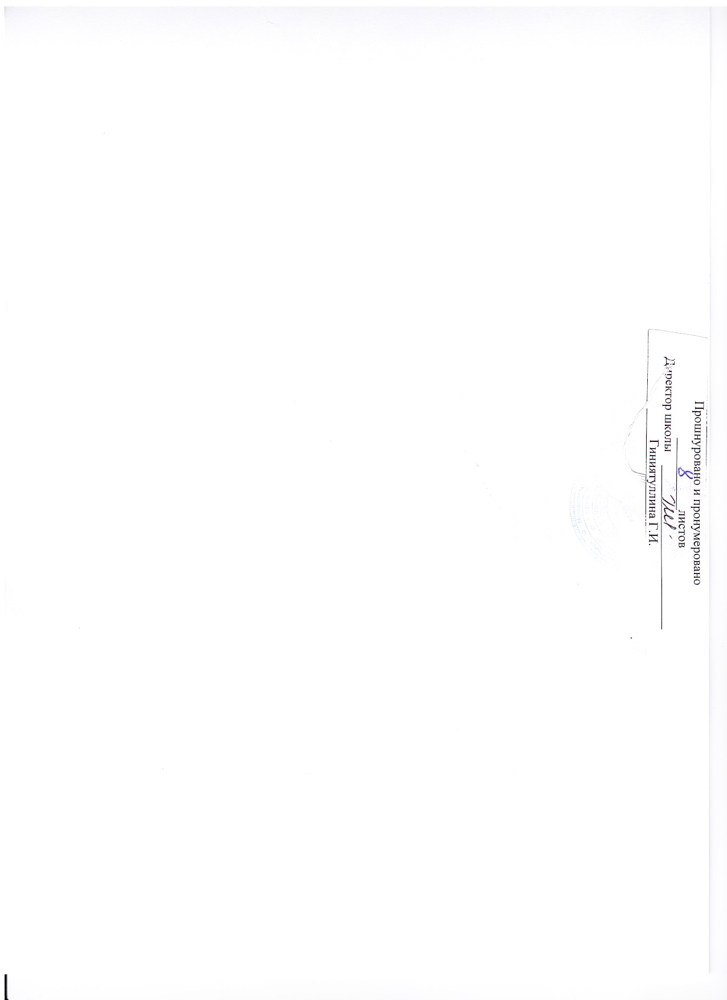 Прошнуровано и пронумеровано
8 листов
Директор школы
Гиниятуллина Г.И.